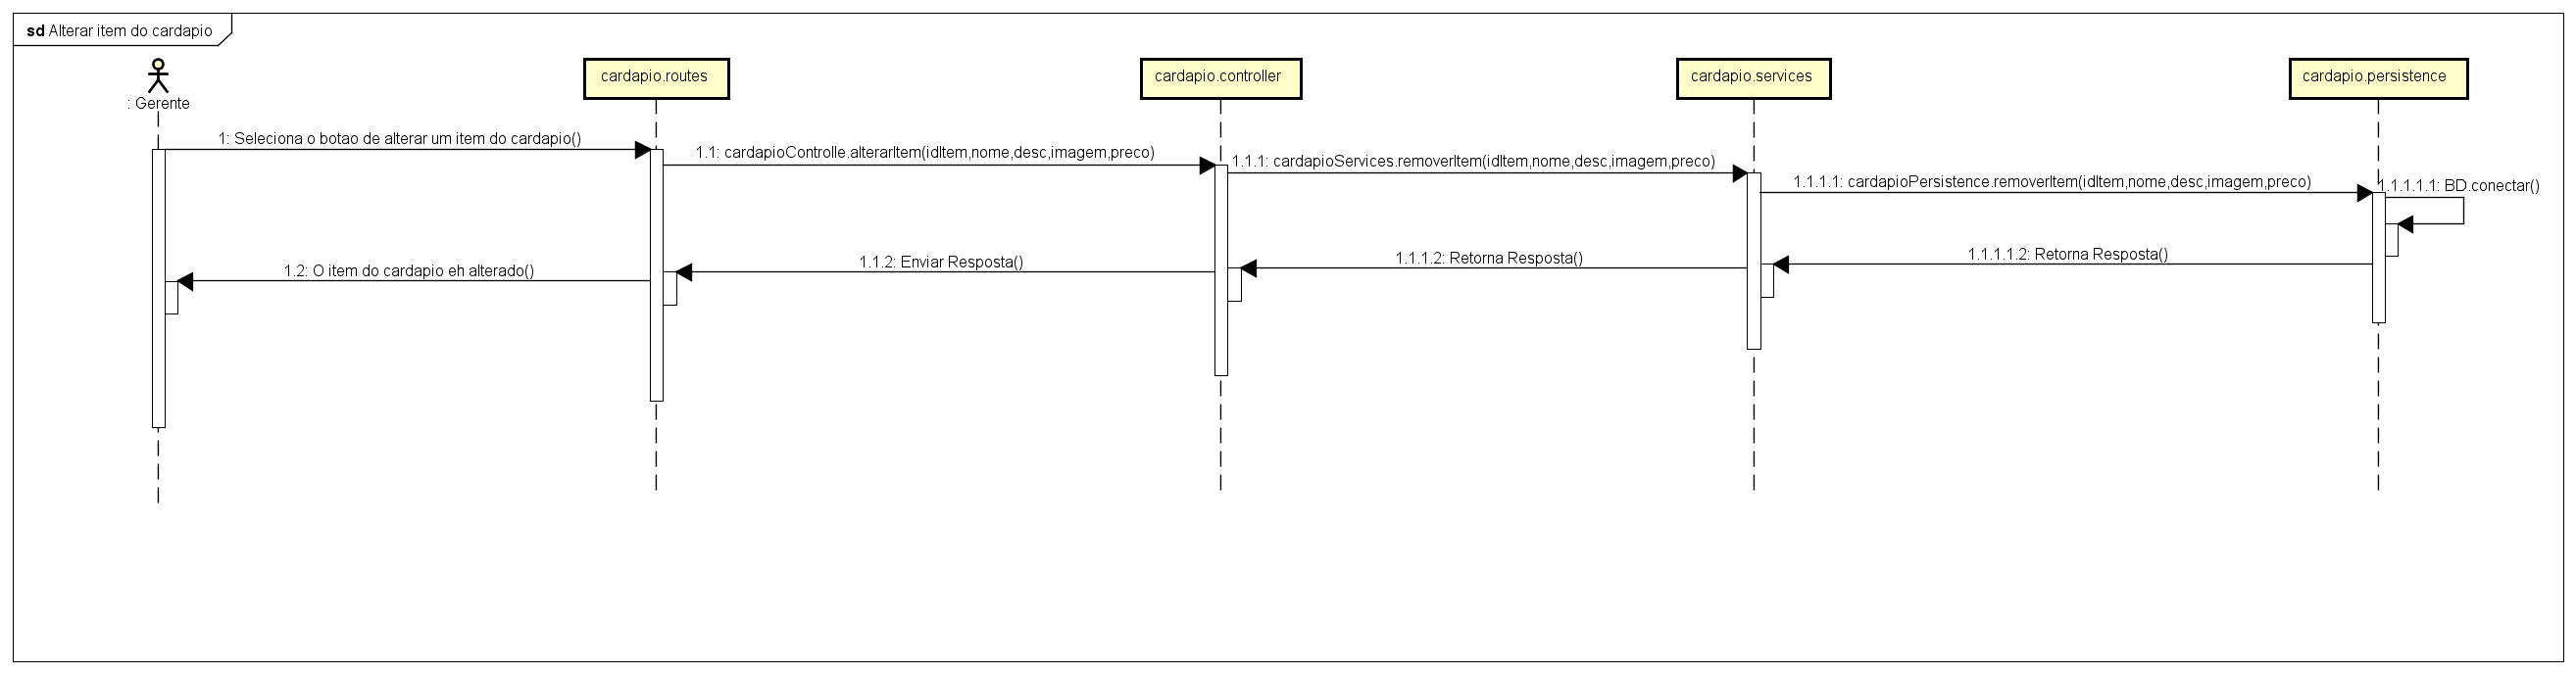 sd Alterar item do cardapio
: Gerente
cardapio.routes
cardapio.controller
cardapio.services
cardapio.persistence
1: Seleciona o botao de alterar um item do cardapio()
1.1: cardapioControlle.alterarItem(idItem,nome,desc,imagem,preco)
1.1.1: cardapioServices.removerItem(idItem,nome,desc,imagem,preco)
1.1.1.1: cardapioPersistence.removerItem(idItem,nome,desc,imagem,preco)
1.1.1.1.1: BD.conectar()
1.1.1.1.2: Retorna Resposta()
1.1.1.2: Retorna Resposta()
1.1.2: Enviar Resposta()
1.2: O item do cardapio eh alterado()